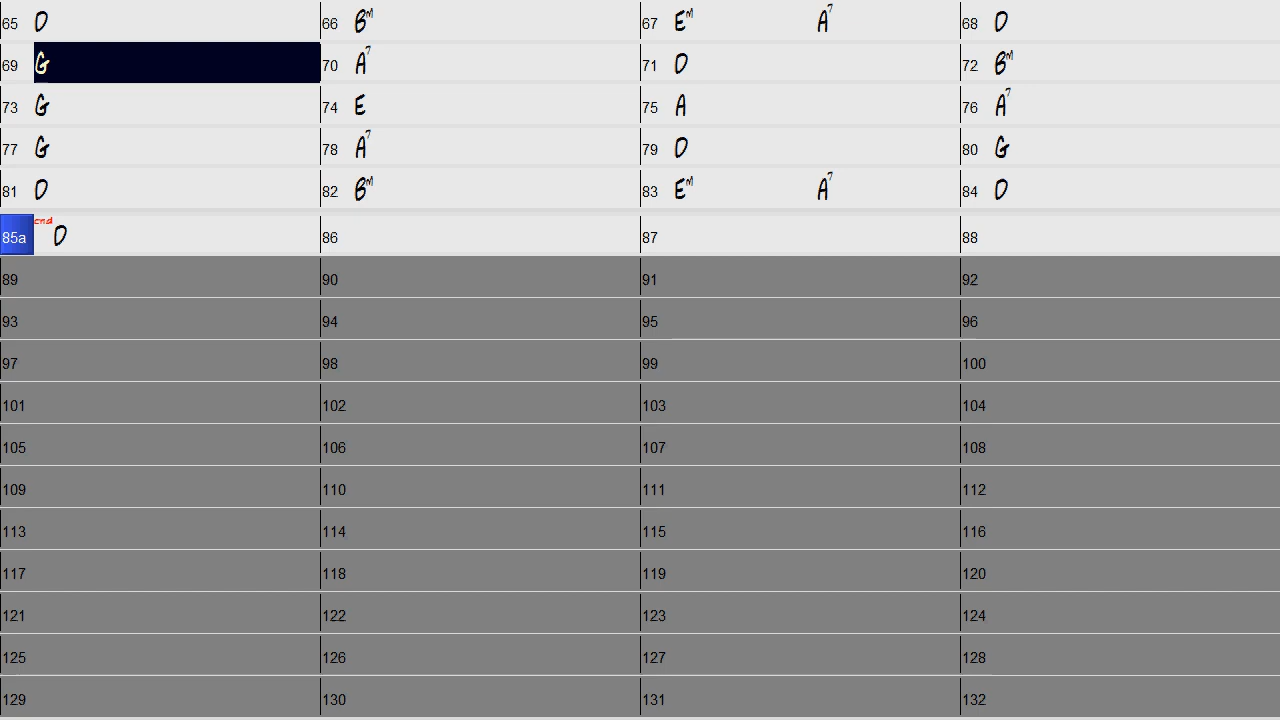 65 D 66 Bm 67 Em A7 68 D
69 G 70 A7 71 D 72 Bm
73 G 74 E 75 A 76 A7
77 G 78 A7 79 D 80 G
81 D 82 Bm 83 Em A7 84 D
85a end D 86 87 88
89 90 91 92
93 94 95 96
97 98 99 100
101 102 103 104
105 106 107 108
109 110 111 112
113 114 115 116
117 118 119 120
121 122 123 124
125 126 127 128
129 130 131 132